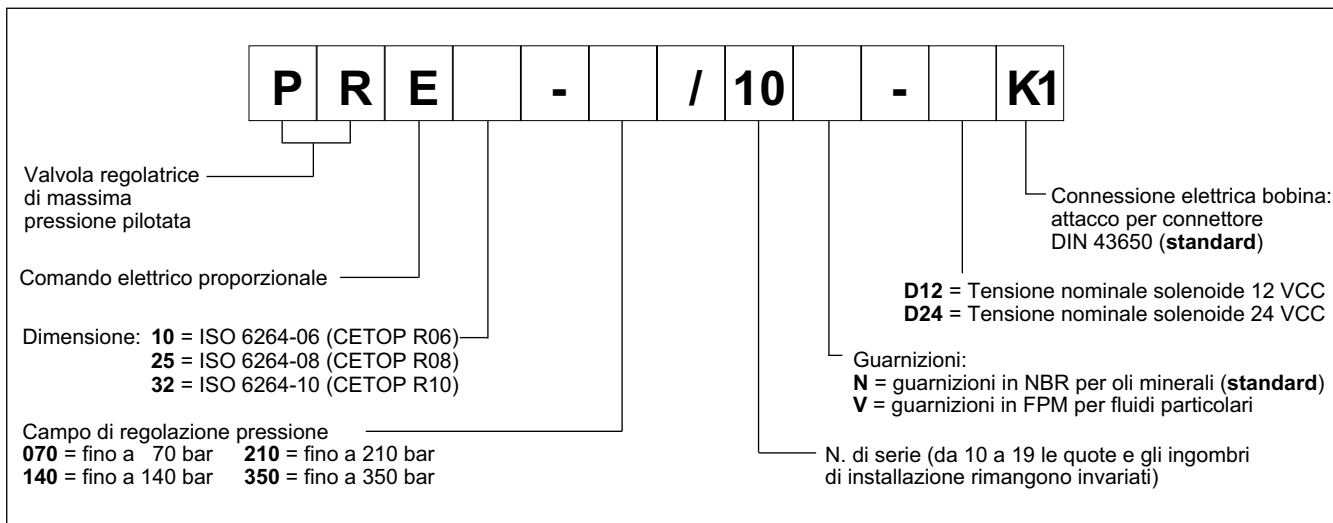 P R E - / 10 - K1
Valvola regolatrice
di massima
pressione pilotata
Comando elettrico proporzionale
Dimensione: 10 = ISO 6264-06 (CETOP R06)
25 = ISO 6264-08 (CETOP R08)
32 = ISO 6264-10 (CETOP R10)
Campo di regolazione pressione
070 = fino a 70 bar 210 = fino a 210 bar
140 = fino a 140 bar 350 = fino a 350 bar
Connessione elettrica bobina:
attacco per connettore
DIN 43650 (standard)
D12 = Tensione nominale solenoide 12 VCC
D24 = Tensione nominale solenoide 24 VCC
Guarnizioni:
N = guarnizioni in NBR per oli minerali (standard)
V = guarnizioni in FPM per fluidi particolari
N. di serie (da 10 a 19 le quote e gli ingombri
di installazione rimangono invariati)